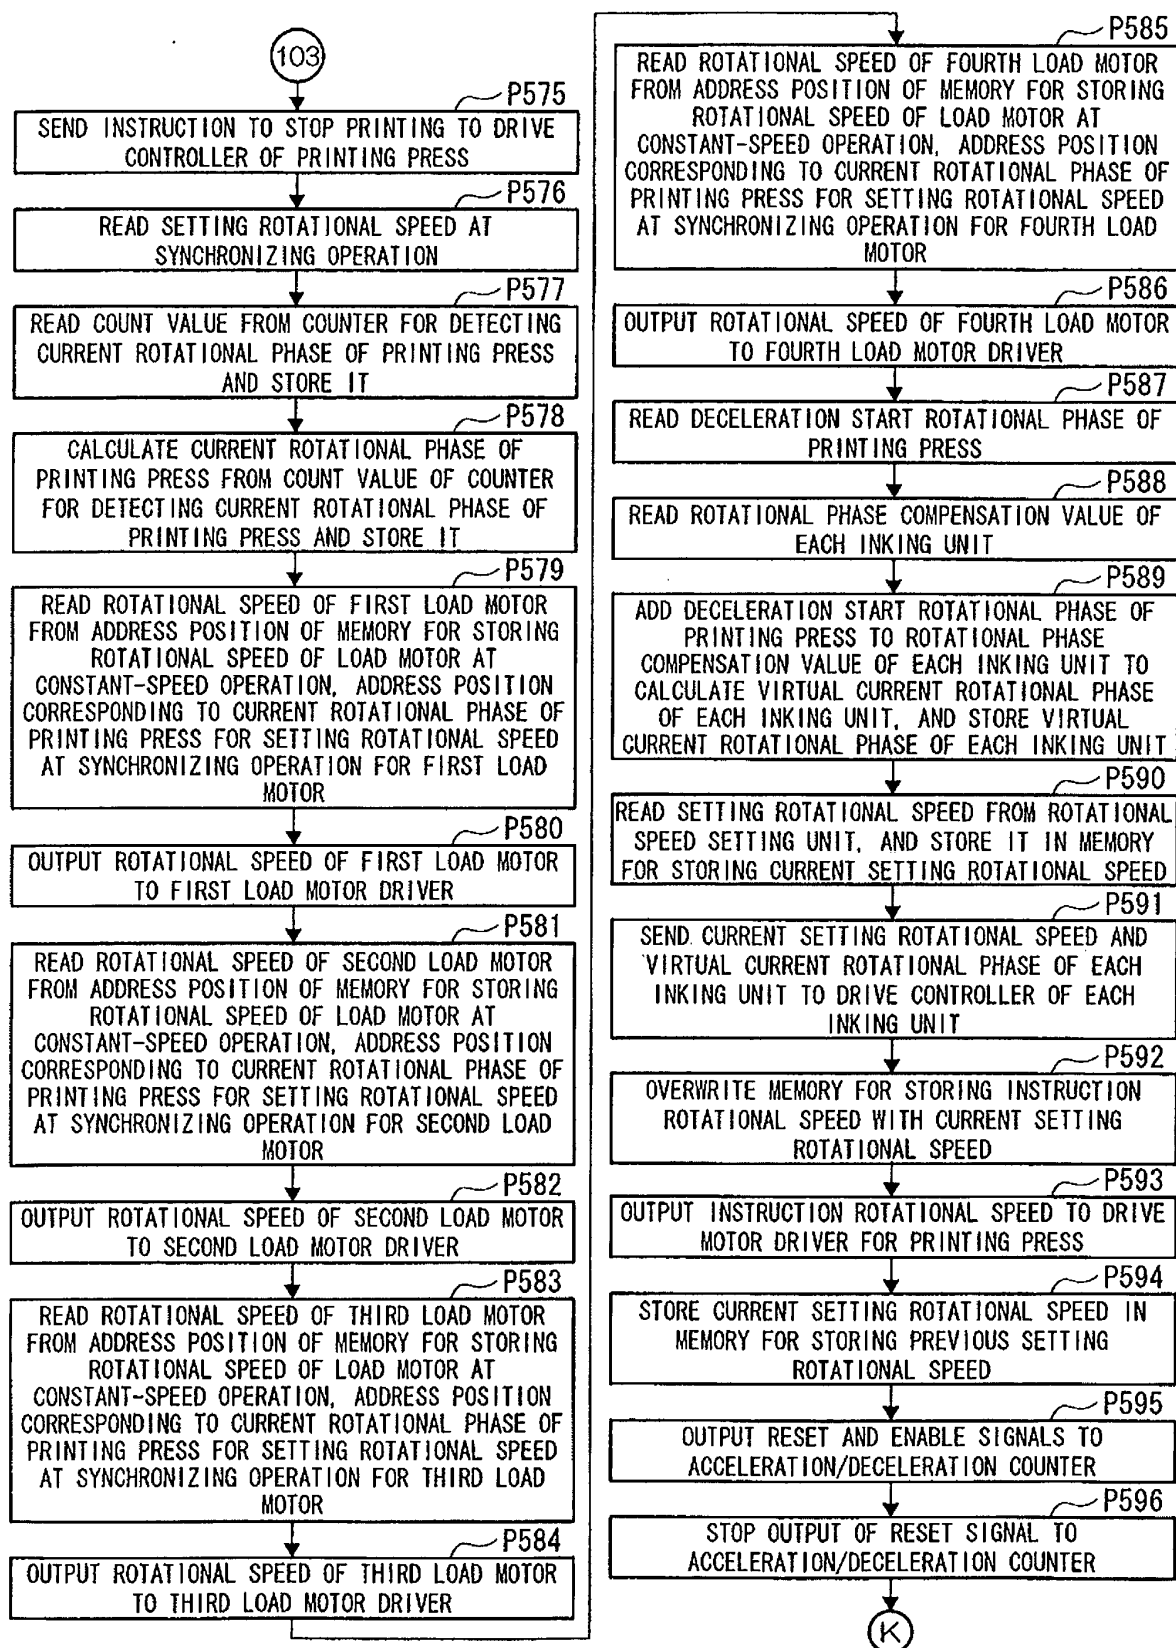 103
P575
SEND INSTRUCTION TO STOP PRINTING TO DRIVE
CONTROLLER OF PRINTING PRESS
P576
READ SETTING ROTATIONAL SPEED AT
SYNCHRONIZING OPERATION
P577
READ COUNT VALUE FROM COUNTER FOR DETECTING
CURRENT ROTATIONAL PHASE OF PRINTING PRESS
AND STORE IT
P578
CALCULATE CURRENT ROTATIONAL PHASE OF
PRINTING PRESS FROM COUNT VALUE OF COUNTER
FOR DETECTING CURRENT ROTATIONAL PHASE OF
PRINTING PRESS AND STORE IT
P579
READ ROTATIONAL SPEED OF FIRST LOAD MOTOR
FROM ADDRESS POSITION OF MEMORY FOR STORING
ROTATIONAL SPEED OF LOAD MOTOR AT
CONSTANT-SPEED OPERATION, ADDRESS POSITION
CORRESPONDING TO CURRENT ROTATIONAL PHASE OF
PRINTING PRESS FOR SETTING ROTATIONAL SPEED
AT SYNCHRONIZING OPERATION FOR FIRST LOAD
MOTOR
P580
OUTPUT ROTATIONAL SPEED OF FIRST LOAD MOTOR
TO FIRST LOAD MOTOR DRIVER
P581
READ ROTATIONAL SPEED OF SECOND LOAD MOTOR
FROM ADDRESS POSITION OF MEMORY FOR STORING
ROTATIONAL SPEED OF LOAD MOTOR AT
CONSTANT-SPEED OPERATION, ADDRESS POSITION
CORRESPONDING TO CURRENT ROTATIONAL PHASE OF
PRINTING PRESS FOR SETTING ROTATIONAL SPEED
AT SYNCHRONIZING OPERATION FOR SECOND LOAD
MOTOR
P582
OUTPUT ROTATIONAL SPEED OF SECOND LOAD MOTOR
TO SECOND LOAD MOTOR DRIVER
P583
READ ROTATIONAL SPEED OF THIRD LOAD MOTOR
FROM ADDRESS POSITION OF MEMORY FOR STORING
ROTATIONAL SPEED OF LOAD MOTOR AT
CONSTANT-SPEED OPERATION, ADDRESS POSITION
CORRESPONDING TO CURRENT ROTATIONAL PHASE OF
PRINTING PRESS FOR SETTING ROTATIONAL SPEED
AT SYNCHRONIZING OPERATION FOR THIRD LOAD
MOTOR
P584
OUTPUT ROTATIONAL SPEED OF THIRD LOAD MOTOR
TO THIRD LOAD MOTOR DRIVER
P585
READ ROTATIONAL SPEED OF FOURTH LOAD MOTOR
FROM ADDRESS POSITION OF MEMORY FOR STORING
ROTATIONAL SPEED OF LOAD MOTOR AT
CONSTANT-SPEED OPERATION, ADDRESS POSITION
CORRESPONDING TO CURRENT ROTATIONAL PHASE OF
PRINTING PRESS FOR SETTING ROTATIONAL SPEED
AT SYNCHRONIZING OPERATION FOR FOURTH LOAD
MOTOR
P586
OUTPUT ROTATIONAL SPEED OF FOURTH LOAD MOTOR
TO FOURTH LOAD MOTOR DRIVER
P587
READ DECELERATION START ROTATIONAL PHASE OF
PRINTING PRESS
P588
READ ROTATIONAL PHASE COMPENSATION VALUE OF
EACH INKING UNIT
P589
ADD DECELERATION START ROTATIONAL PHASE OF
PRINTING PRESS TO ROTATIONAL PHASE
COMPENSATION VALUE OF EACH INKING UNIT TO
CALCULATE VIRTUAL CURRENT ROTATIONAL PHASE
OF EACH INKING UNIT, AND STORE VIRTUAL
CURRENT ROTATIONAL PHASE OF EACH INKING UNIT
P590
READ SETTING ROTATIONAL SPEED FROM ROTATIONAL
SPEED SETTING UNIT, AND STORE IT IN MEMORY
FOR STORING CURRENT SETTING ROTATIONAL SPEED
P591
SEND CURRENT SETTING ROTATIONAL SPEED AND
VIRTUAL CURRENT ROTATIONAL PHASE OF EACH
INKING UNIT TO DRIVE CONTROLLER OF EACH
INKING UNIT
P592
OVERWRITE MEMORY FOR STORING INSTRUCTION
ROTATIONAL SPEED WITH CURRENT SETTING
ROTATIONAL SPEED
P593
OUTPUT INSTRUCTION ROTATIONAL SPEED TO DRIVE
MOTOR DRIVER FOR PRINTING PRESS
P594
STORE CURRENT SETTING ROTATIONAL SPEED IN
MEMORY FOR STORING PREVIOUS SETTING
ROTATIONAL SPEED
P595
OUTPUT RESET AND ENABLE SIGNALS TO
ACCELERATION/DECELERATION COUNTER
P596
STOP OUTPUT OF RESET SIGNAL TO
ACCELERATION/DECELERATION COUNTER
K